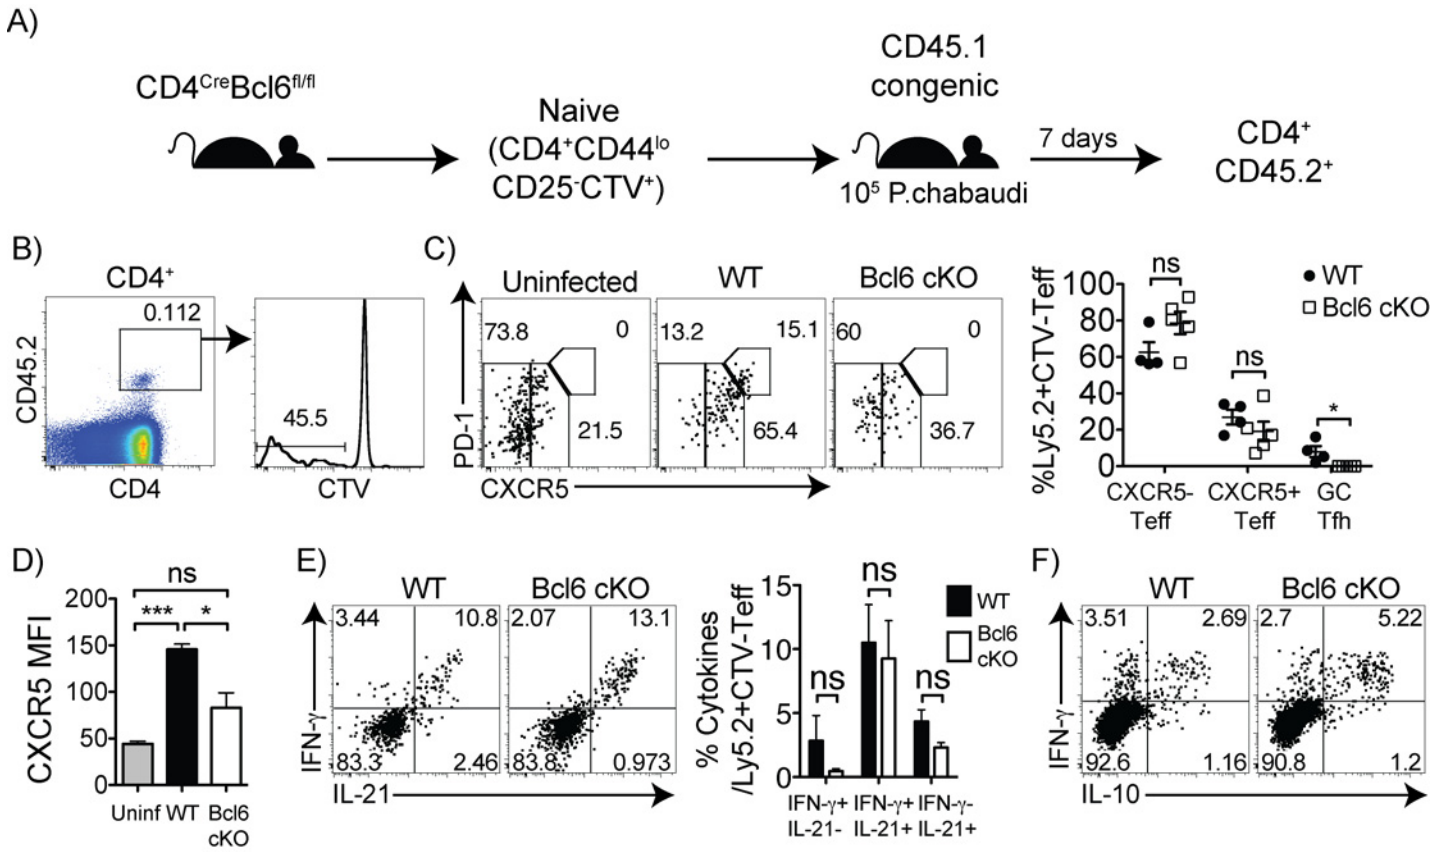 A)
CD4CreBcl6fl/fl
Naive
(CD4+CD44lo
CD25-CTV+)
CD45.1
congenic
10⁵ P.chabaudi
7 days
CD4+
CD45.2+
B)
CD4+
0.112
CD45.2
CD4
45.5
CTV
C)
Uninfected
WT
Bcl6 cKO
73.8
0
21.5
13.2
15.1
65.4
60
0
36.7
PD-1
CXCR5
%Ly5.2+CTV-Teff
100
80
60
40
20
0
ns
ns
*
WT
Bcl6 cKO
CXCR5-
Teff
CXCR5+
Teff
GC
Tfh
D)
CXCR5 MFI
200
150
100
50
0
ns
***
*
Uninf
WT
Bcl6
cKO
E)
WT
Bcl6 cKO
3.44
10.8
83.3
2.46
2.07
13.1
83.8
0.973
IFN-γ
IL-21
% Cytokines
/Ly5.2+CTV-Teff
15
10
5
0
ns
ns
ns
WT
Bcl6
cKO
IFN-γ+
IL-21-
IFN-γ+
IL-21+
IFN-γ-
IL-21+
F)
WT
Bcl6 cKO
3.51
2.69
92.6
1.16
2.7
5.22
90.8
1.2
IFN-γ
IL-10